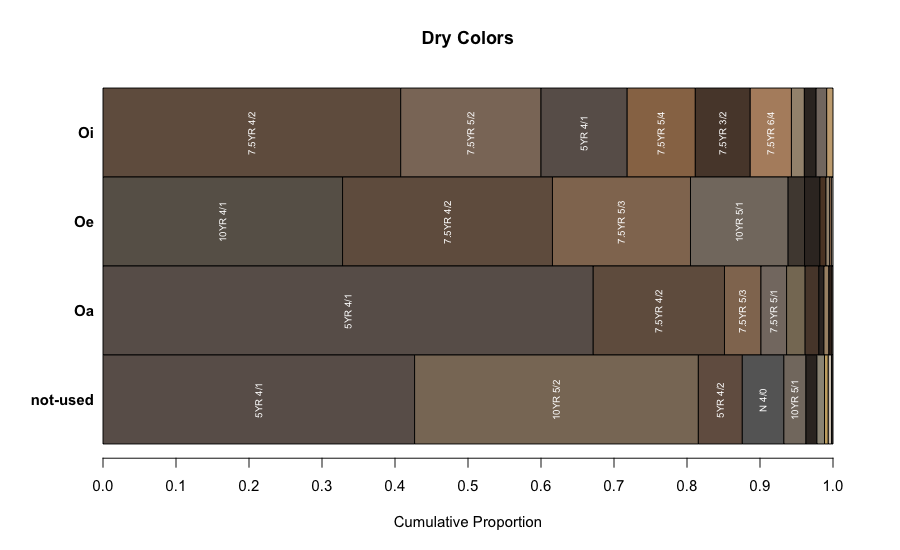 Dry Colors
Oi
7.5YR 4/2
7.5YR 5/2
5YR 4/1
7.5YR 5/4
7.5YR 3/2
7.5YR 6/4
Oe
10YR 4/1
7.5YR 4/2
7.5YR 5/3
10YR 5/1
Oa
5YR 4/1
7.5YR 4/2
7.5YR 5/3
7.5YR 5/1
not-used
5YR 4/1
10YR 5/2
5YR 4/2
N 4/0
10YR 5/1
0.0 0.1 0.2 0.3 0.4 0.5 0.6 0.7 0.8 0.9 1.0
Cumulative Proportion